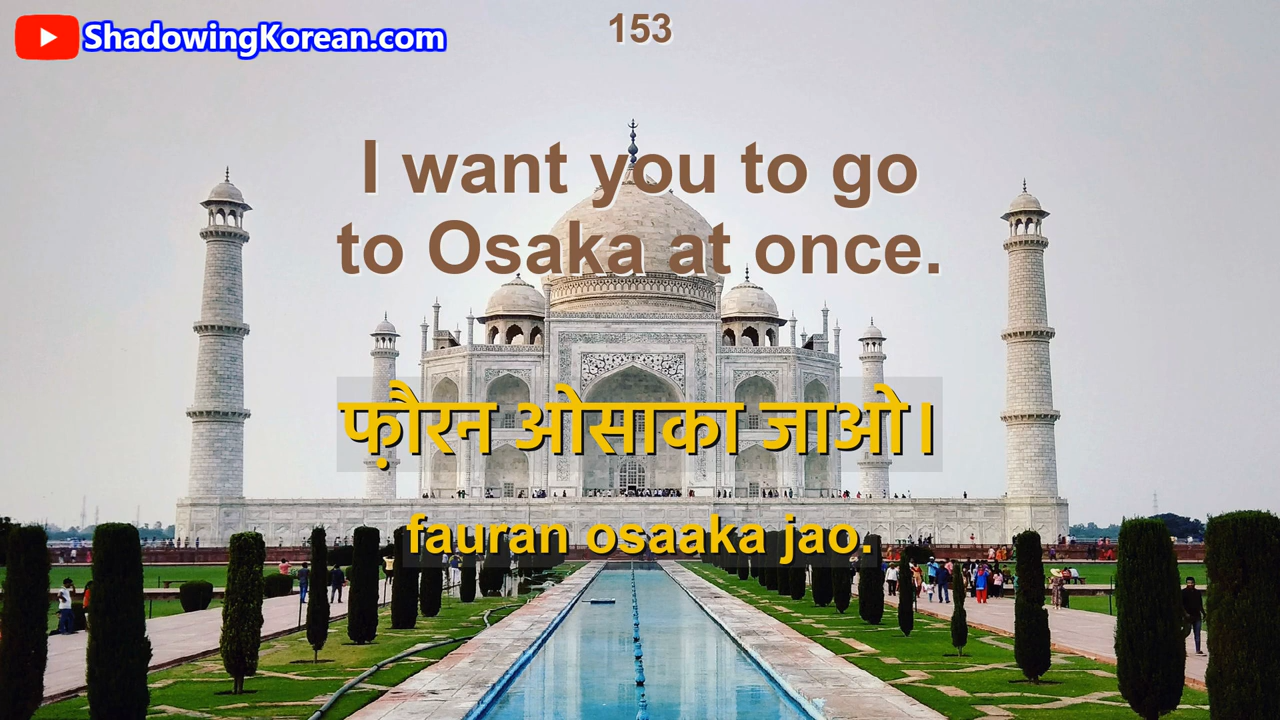 ShadowingKorean.com
153
I want you to go
to Osaka at once.
फ़ौरन ओसाका जाओ।
fauran osaaka jao.